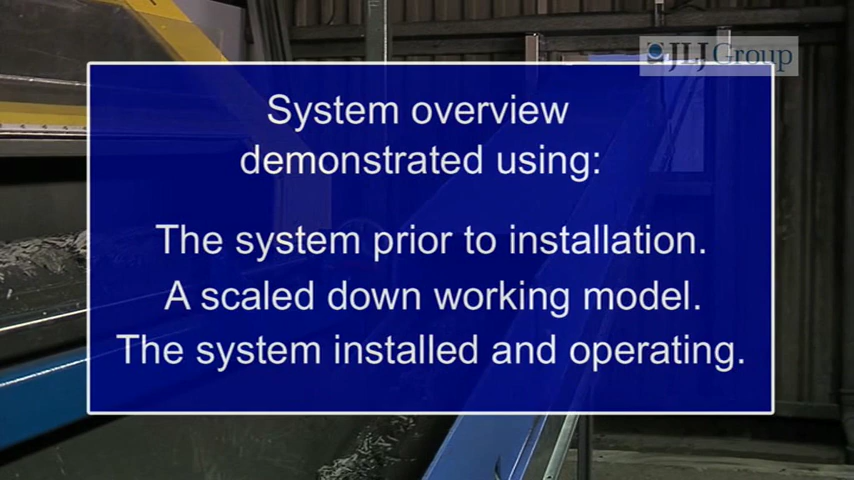 JLJ Group
System overview
demonstrated using:
The system prior to installation.
A scaled down working model.
The system installed and operating.